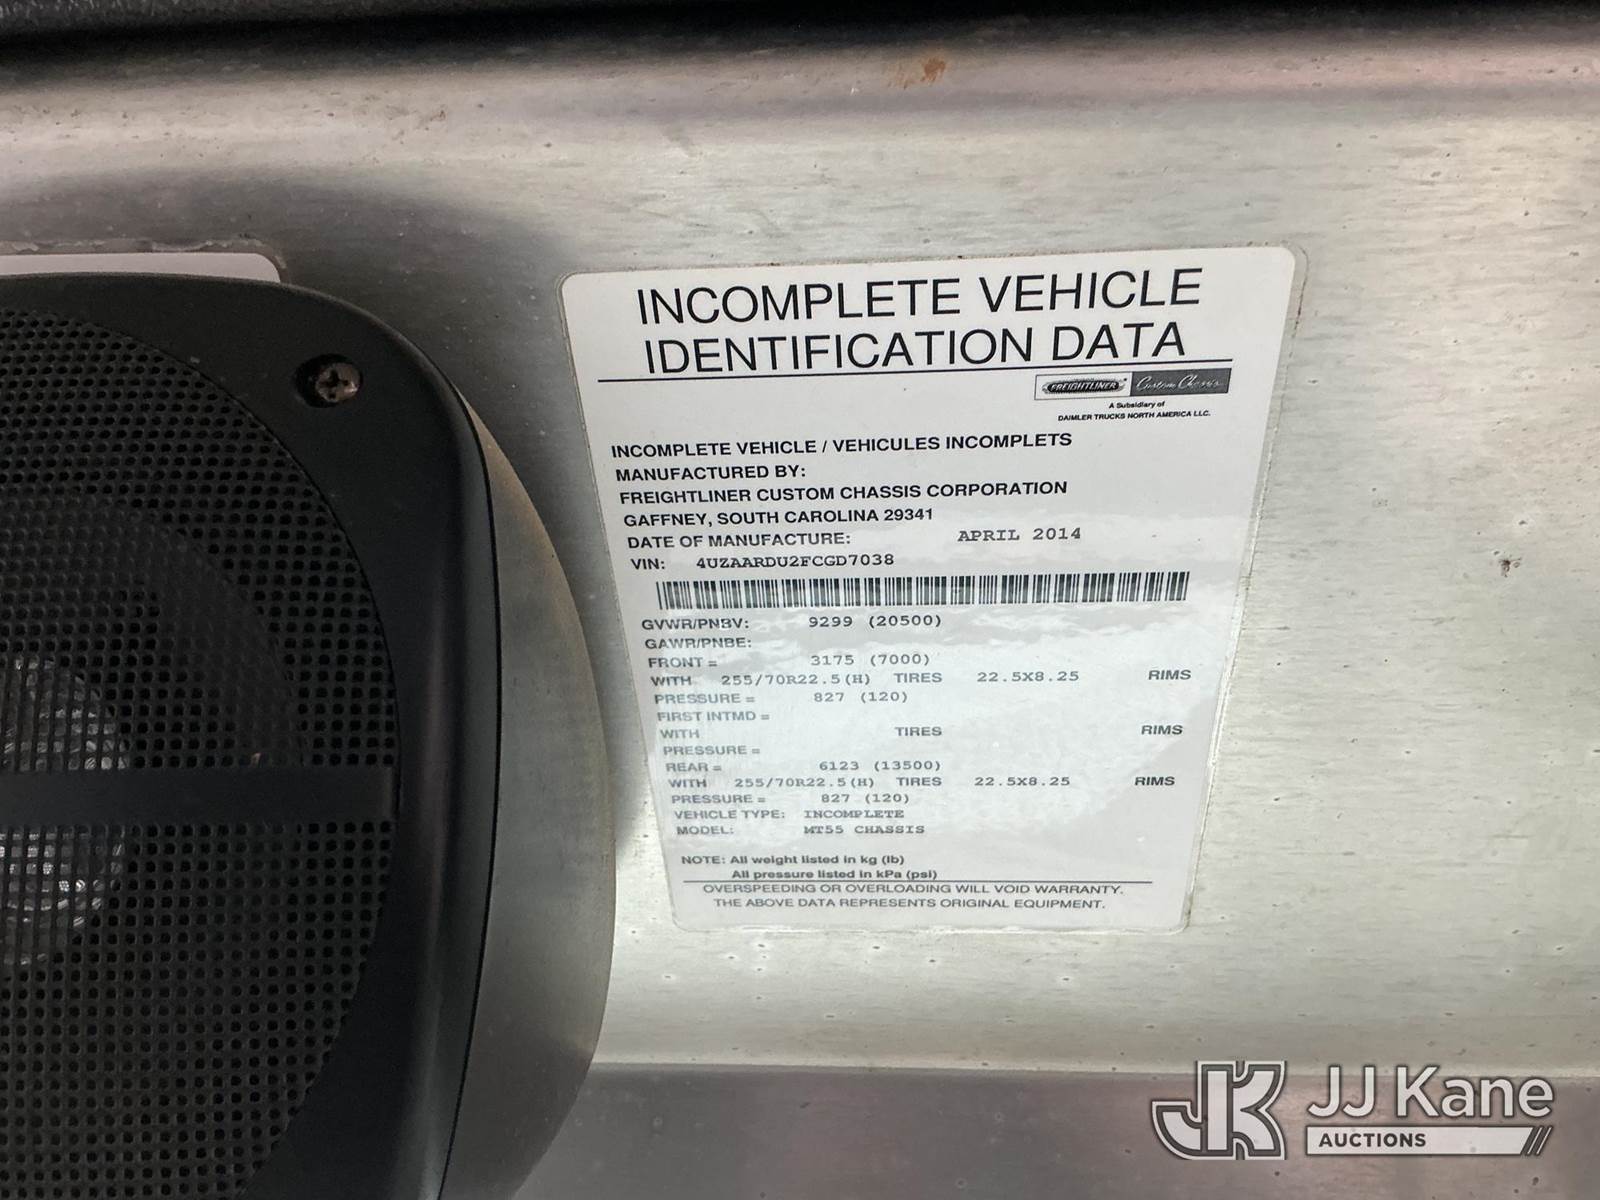 INCOMPLETE VEHICLE
IDENTIFICATION DATA
FREIGHTLINER Custom Chassis
A Subsidiary of
DAIMLER TRUCKS NORTH AMERICA LLC.
INCOMPLETE VEHICLE / VEHICULES INCOMPLETS
MANUFACTURED BY:
FREIGHTLINER CUSTOM CHASSIS CORPORATION
GAFFNEY, SOUTH CAROLINA 29341
DATE OF MANUFACTURE: APRIL 2014
VIN: 4UZAARDU2FCGD7038
GVWR/PNBV: 9299 (20500)
GAWR/PNBE:
FRONT = 3175 (7000)
WITH 255/70R22.5(H) TIRES 22.5X8.25 RIMS
PRESSURE = 827 (120)
FIRST INTMD =
WITH TIRES RIMS
PRESSURE =
REAR = 6123 (13500)
WITH 255/70R22.5(H) TIRES 22.5X8.25 RIMS
PRESSURE = 827 (120)
VEHICLE TYPE: INCOMPLETE
MODEL: MT55 CHASSIS
NOTE: All weight listed in kg (lb)
All pressure listed in kPa (psi)
OVERSPEEDING OR OVERLOADING WILL VOID WARRANTY.
THE ABOVE DATA REPRESENTS ORIGINAL EQUIPMENT.
JK JJ Kane
AUCTIONS